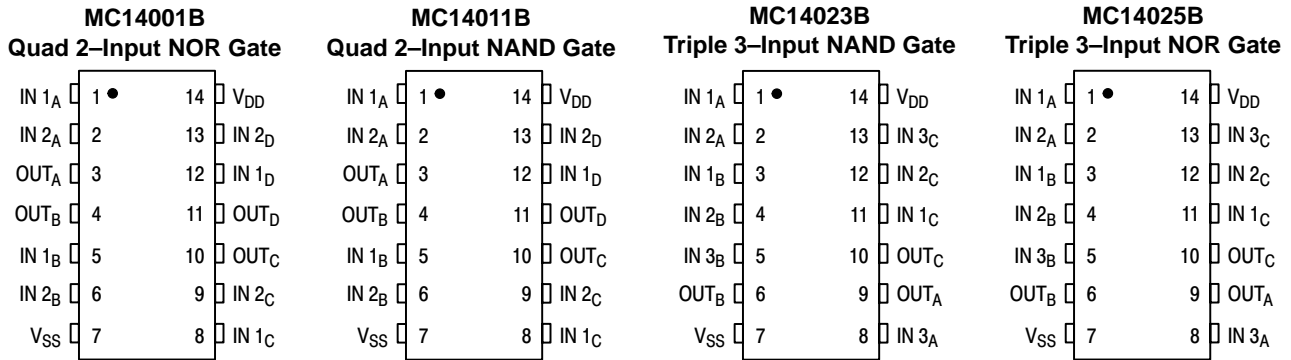 MC14001B
Quad 2–Input NOR Gate
IN 1A 1 14 VDD
IN 2A 2 13 IN 2D
OUTA 3 12 IN 1D
OUTB 4 11 OUTD
IN 1B 5 10 OUTC
IN 2B 6 9 IN 2C
VSS 7 8 IN 1C
MC14011B
Quad 2–Input NAND Gate
IN 1A 1 14 VDD
IN 2A 2 13 IN 2D
OUTA 3 12 IN 1D
OUTB 4 11 OUTD
IN 1B 5 10 OUTC
IN 2B 6 9 IN 2C
VSS 7 8 IN 1C
MC14023B
Triple 3–Input NAND Gate
IN 1A 1 14 VDD
IN 2A 2 13 IN 3C
IN 1B 3 12 IN 2C
IN 2B 4 11 IN 1C
IN 3B 5 10 OUTC
OUTB 6 9 OUTA
VSS 7 8 IN 3A
MC14025B
Triple 3–Input NOR Gate
IN 1A 1 14 VDD
IN 2A 2 13 IN 3C
IN 1B 3 12 IN 2C
IN 2B 4 11 IN 1C
IN 3B 5 10 OUTC
OUTB 6 9 OUTA
VSS 7 8 IN 3A